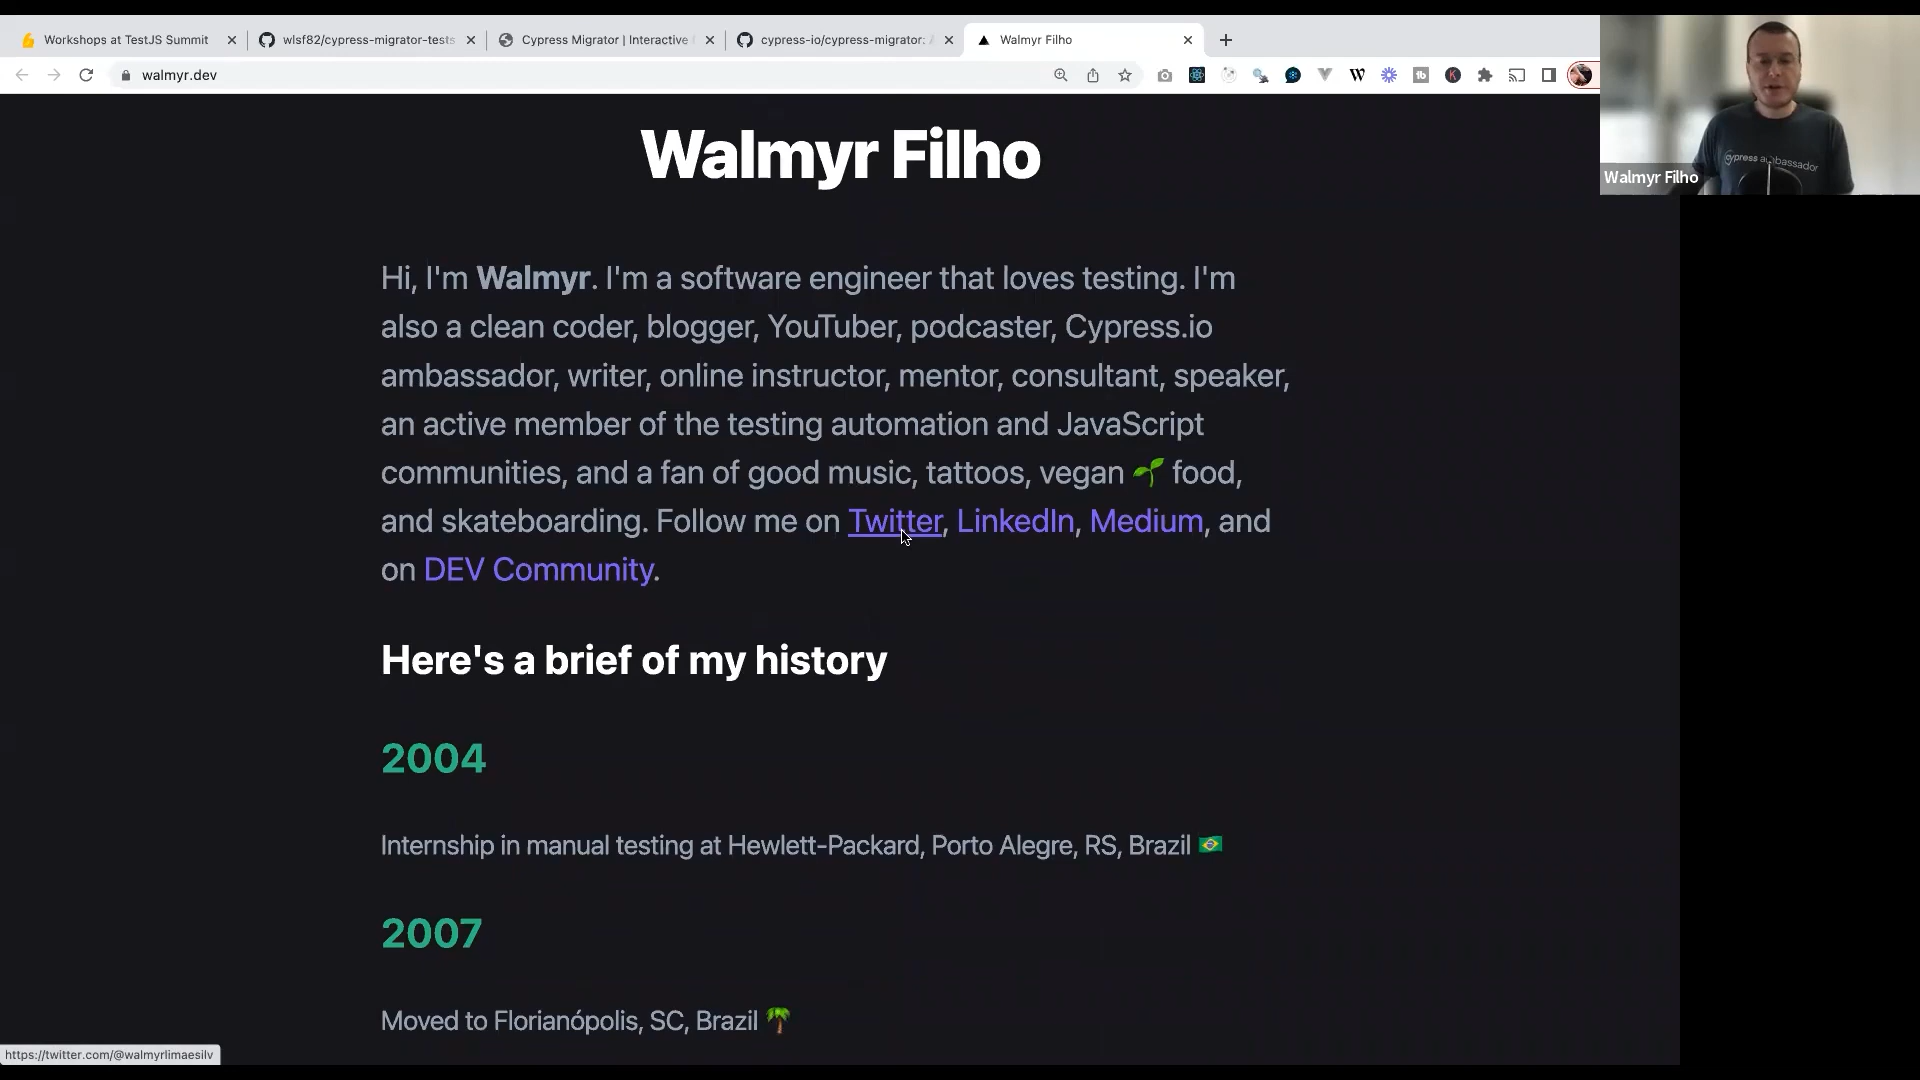 Workshops at TestJS Summit
wlsf82/cypress-migrator-tests
Cypress Migrator | Interactive
cypress-io/cypress-migrator:
Walmyr Filho
walmyr.dev
Walmyr Filho
Hi, I'm Walmyr. I'm a software engineer that loves testing. I'm
also a clean coder, blogger, YouTuber, podcaster, Cypress.io
ambassador, writer, online instructor, mentor, consultant, speaker,
an active member of the testing automation and JavaScript
communities, and a fan of good music, tattoos, vegan 🌱 food,
and skateboarding. Follow me on Twitter, LinkedIn, Medium, and
on DEV Community.
Here's a brief of my history
2004
Internship in manual testing at Hewlett-Packard, Porto Alegre, RS, Brazil 🇧🇷
2007
Moved to Florianópolis, SC, Brazil 🌴
https://twitter.com/@walmyrlimaesilv
cypress ambassador
Walmyr Filho